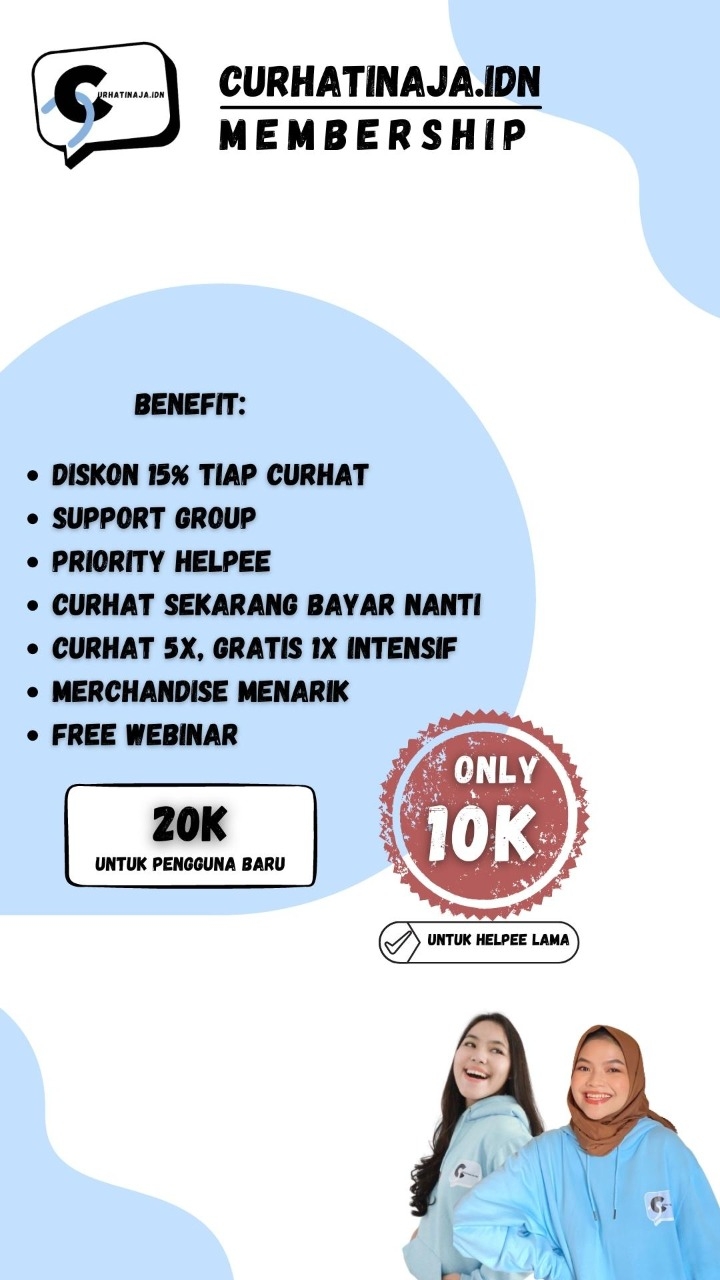 CURHATINAJA.IDN
CURHATINAJA.IDN
MEMBERSHIP
BENEFIT:
• DISKON 15% TIAP CURHAT
• SUPPORT GROUP
• PRIORITY HELPEE
• CURHAT SEKARANG BAYAR NANTI
• CURHAT 5X, GRATIS 1X INTENSIF
• MERCHANDISE MENARIK
• FREE WEBINAR
20K
UNTUK PENGGUNA BARU
ONLY
10K
UNTUK HELPEE LAMA